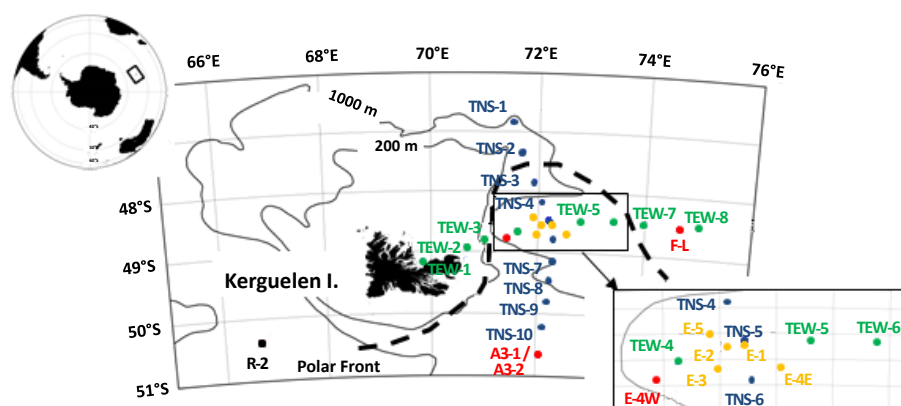 66°E
68°E
70°E
72°E
74°E
76°E
1000 m
200 m
TNS-1
TNS-2
TNS-3
TNS-4
48°S
TEW-5
TEW-7
TEW-8
TEW-3
F-L
TEW-2
TEW-1
49°S
Kerguelen I.
TNS-7
TNS-8
TNS-9
50°S
TNS-10
A3-1 /
A3-2
R-2
Polar Front
51°S
TNS-4
E-5
TNS-5
TEW-5
TEW-6
TEW-4
E-2
E-1
E-3
E-4E
E-4W
TNS-6